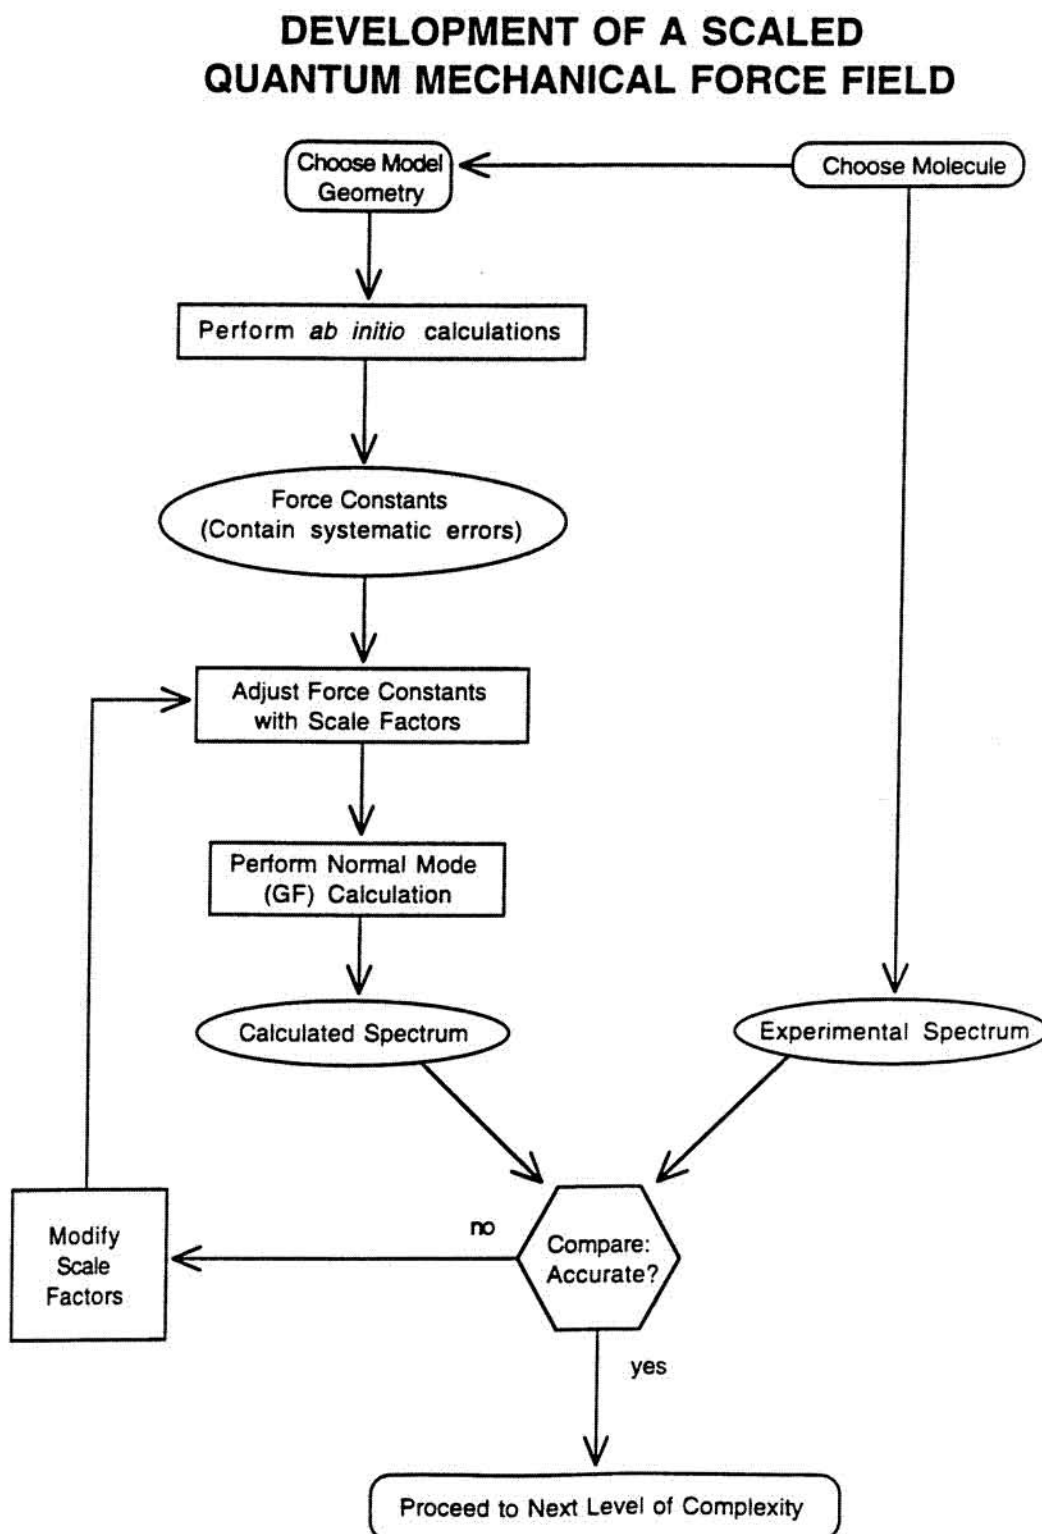 DEVELOPMENT OF A SCALED
QUANTUM MECHANICAL FORCE FIELD
Choose Model
Geometry
Choose Molecule
Perform ab initio calculations
Force Constants
(Contain systematic errors)
Adjust Force Constants
with Scale Factors
Perform Normal Mode
(GF) Calculation
Calculated Spectrum
Experimental Spectrum
Modify
Scale
Factors
no
Compare:
Accurate?
yes
Proceed to Next Level of Complexity